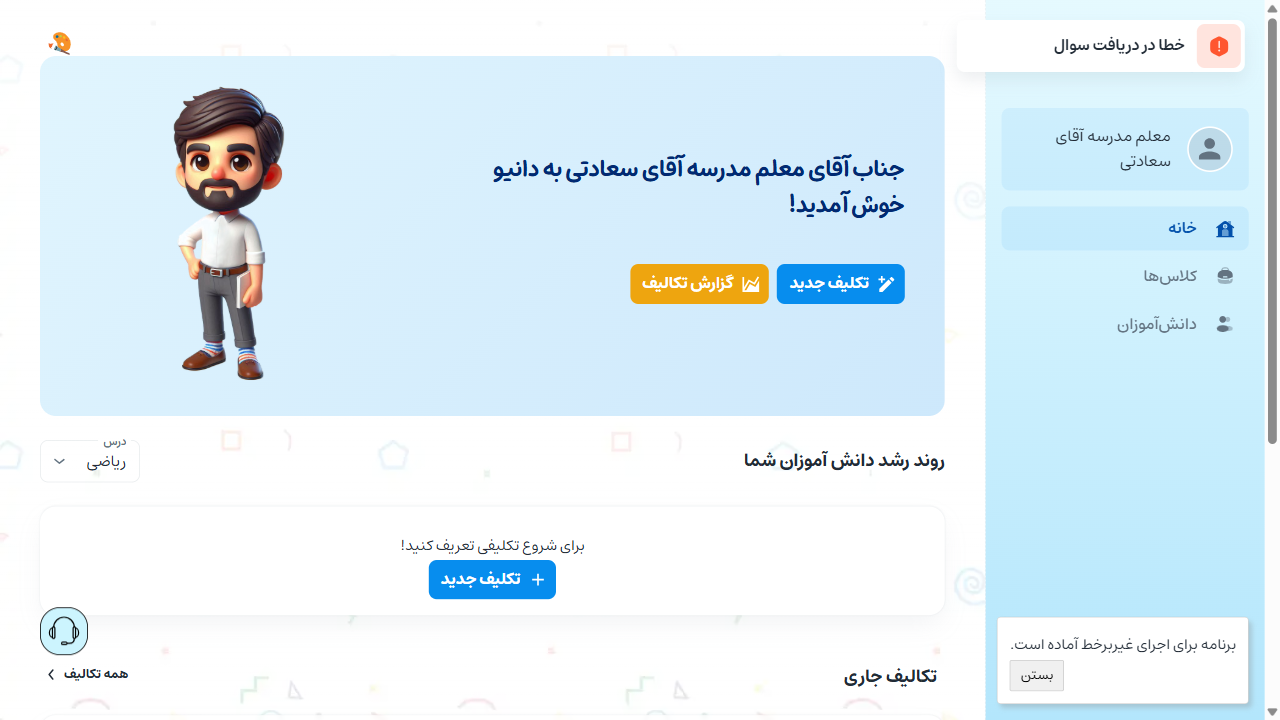 خطا در دریافت سوال
معلم مدرسه آقای
سعادتی
خانه
کلاس‌ها
دانش‌آموزان
جناب آقای معلم مدرسه آقای سعادتی به دانیو
خوش آمدید!
تکلیف جدید
گزارش تکالیف
روند رشد دانش آموزان شما
درس
ریاضی
برای شروع تکلیفی تعریف کنید!
تکلیف جدید
تکالیف جاری
همه تکالیف
برنامه برای اجرای غیربرخط آماده است.
بستن